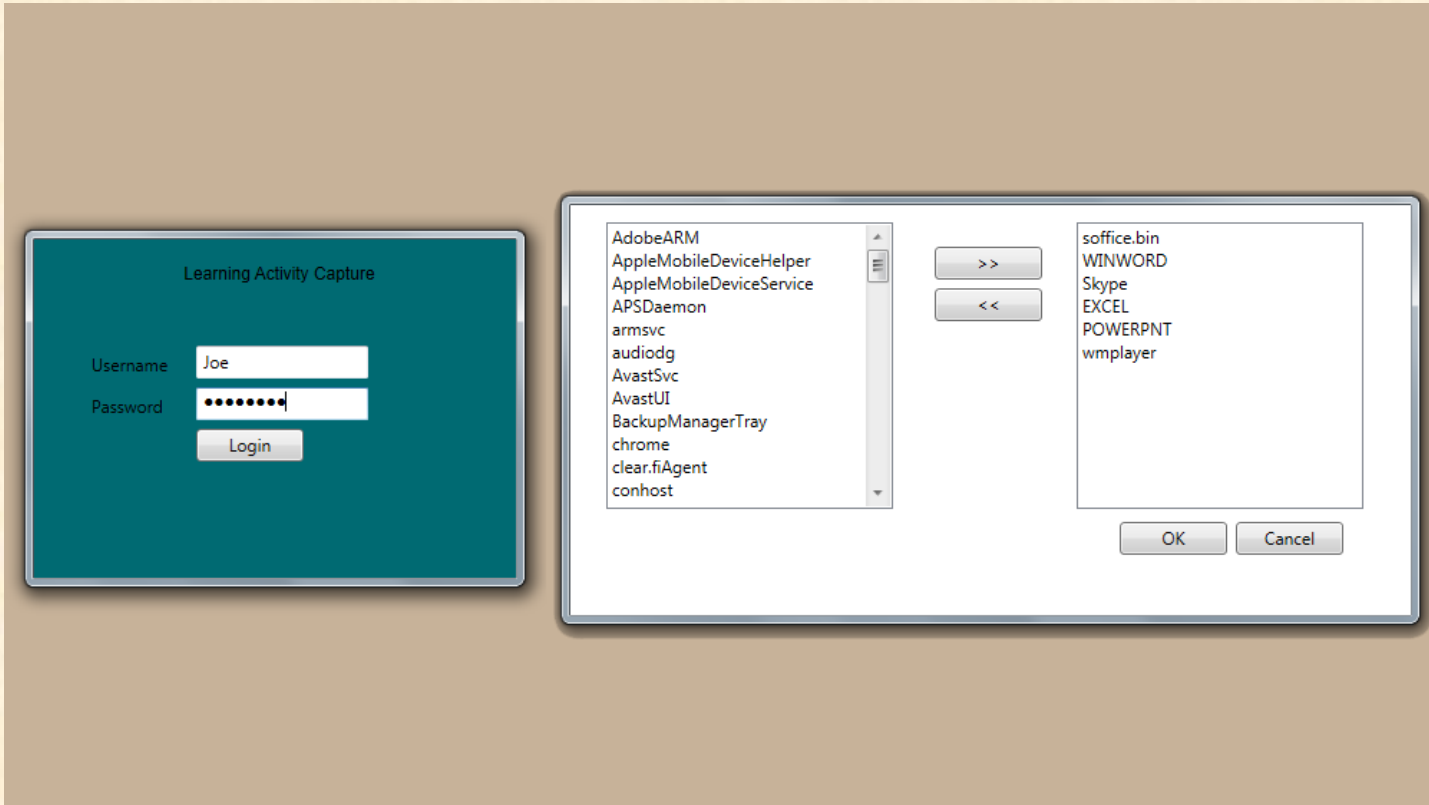 Learning Activity Capture
Username
Joe
Password
••••••••
Login
AdobeARM
AppleMobileDeviceHelper
AppleMobileDeviceService
APSDaemon
armsvc
audiodg
AvastSvc
AvastUI
BackupManagerTray
chrome
clear.fiAgent
conhost
>>
<<
soffice.bin
WINWORD
Skype
EXCEL
POWERPNT
wmplayer
OK
Cancel